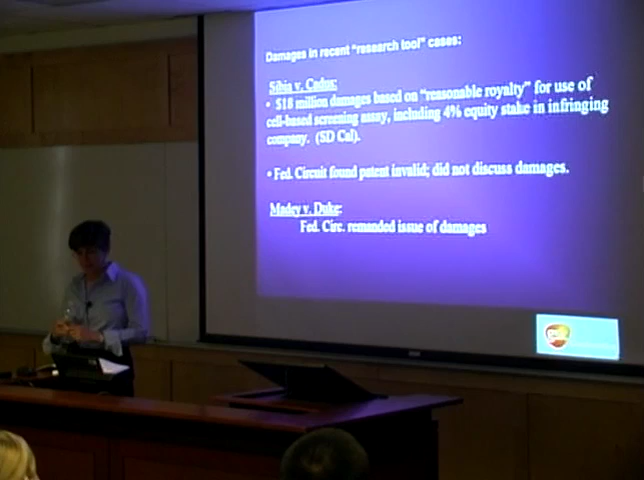 Damages in recent "research tool" cases:
Sibia v. Cadus:
• $18 million damages based on "reasonable royalty" for use of
cell-based screening assay, including 4% equity stake in infringing
company. (SD Cal).
• Fed. Circuit found patent invalid; did not discuss damages.
Madey v. Duke:
Fed. Circ. remanded issue of damages